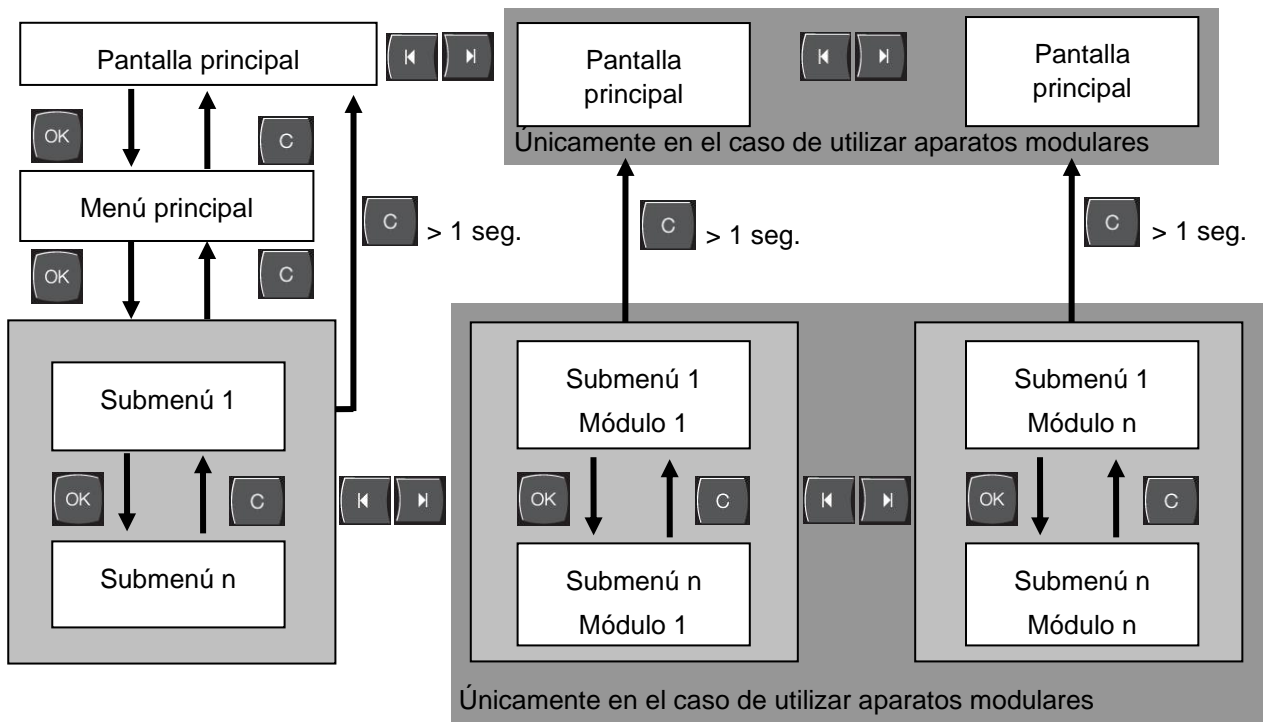 Pantalla principal
Pantalla
principal
Pantalla
principal
Únicamente en el caso de utilizar aparatos modulares
OK
C
Menú principal
C
> 1 seg.
C
> 1 seg.
C
> 1 seg.
OK
C
Submenú 1
Submenú 1
Módulo 1
Submenú 1
Módulo n
OK
C
OK
C
OK
C
Submenú n
Submenú n
Módulo 1
Submenú n
Módulo n
Únicamente en el caso de utilizar aparatos modulares